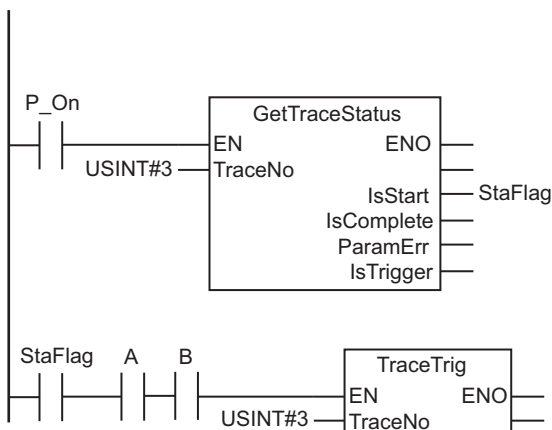 P_On
GetTraceStatus
EN ENO
USINT#3 TraceNo
IsStart StaFlag
IsComplete
ParamErr
IsTrigger
StaFlag A B
TraceTrig
EN ENO
USINT#3 TraceNo